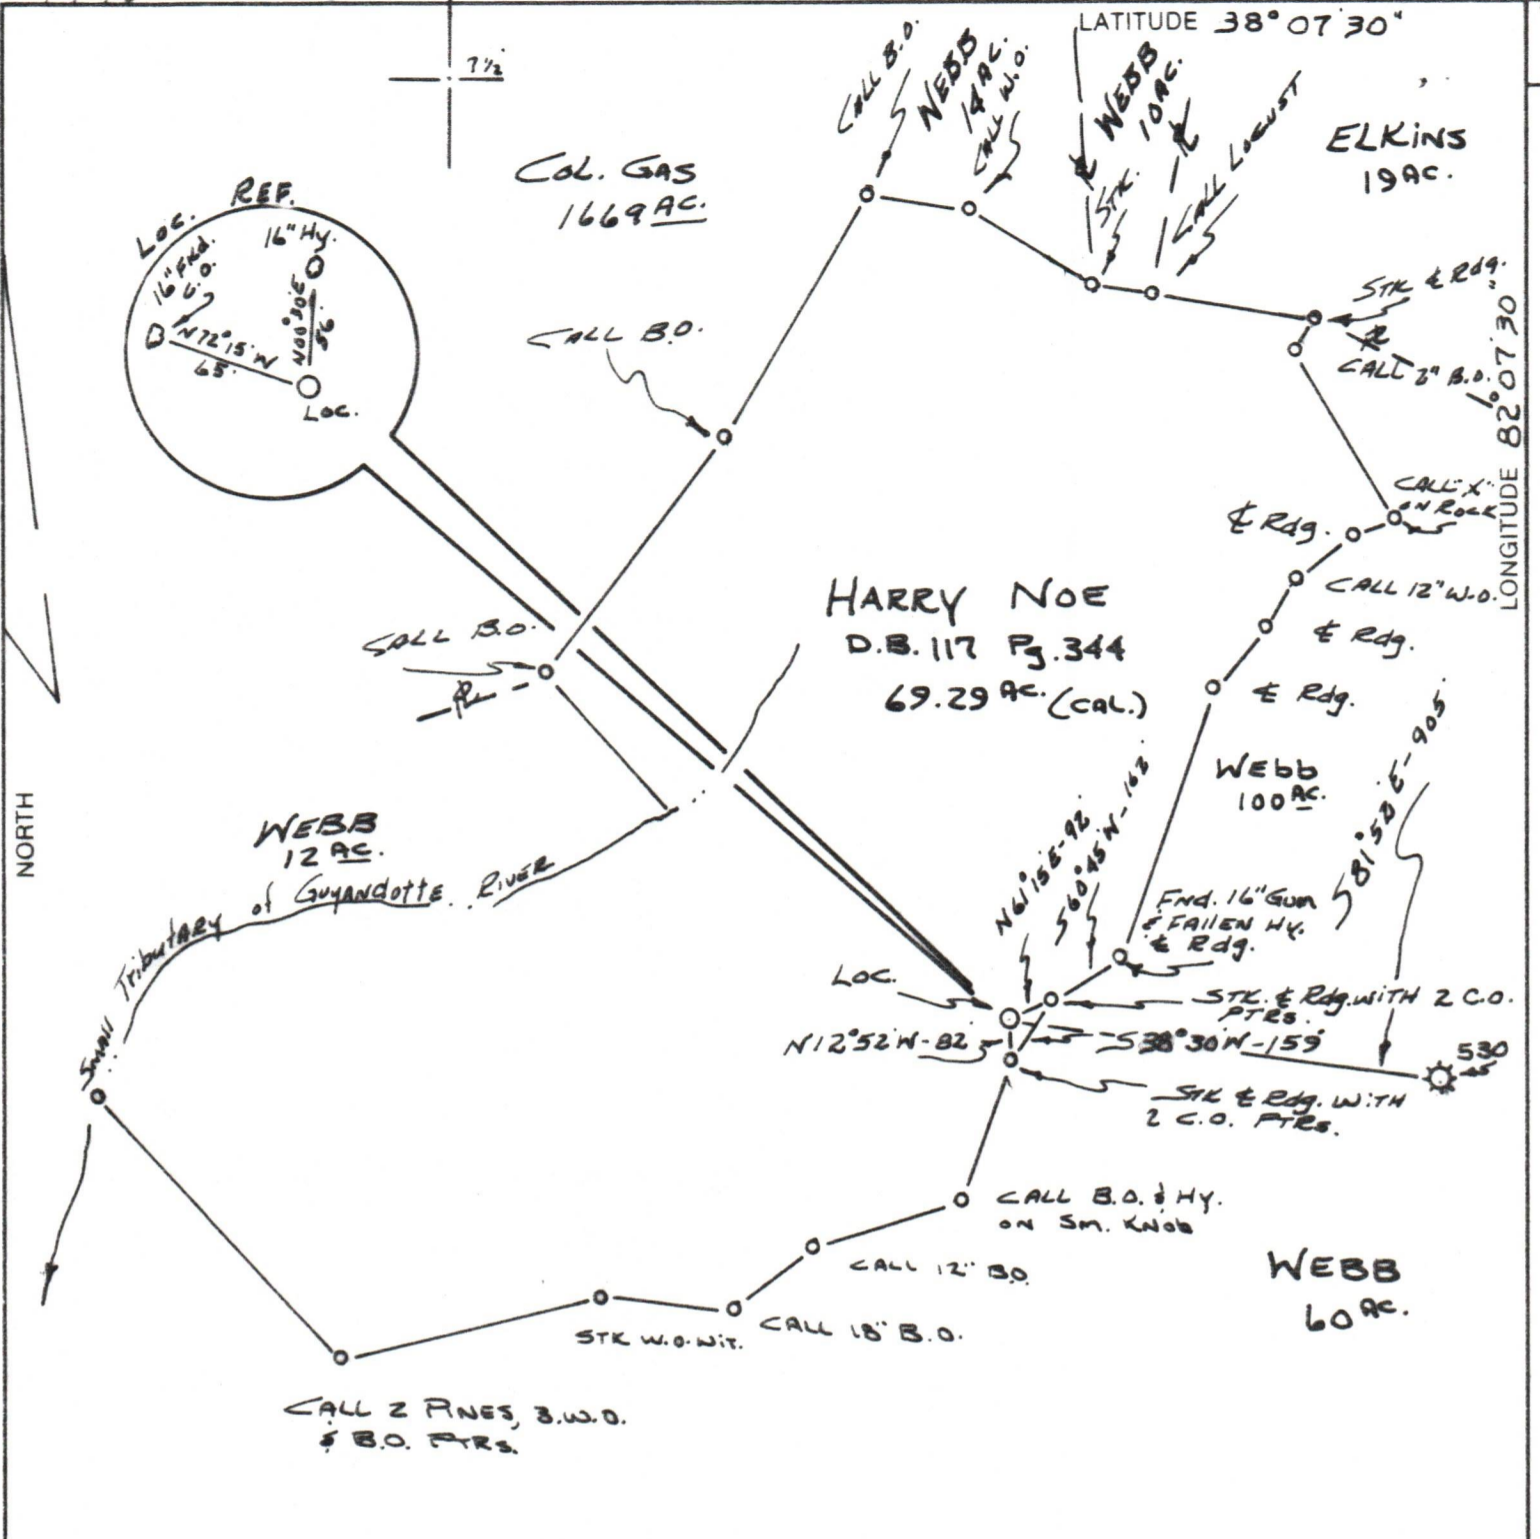 LATITUDE 38° 07' 30"
7 1/2'
CALL B.O.
WEBB
14 AC.
CALL W.O.
WEBB
10 AC.
STK.
CALL LOCUST
ELKINS
19 AC.
COL. GAS
1669 AC.
LOC. REF.
16" Hy.
16" Fkd.
N00°30'E
56'
N72°15'W
65'
LOC.
CALL B.O.
STK ℄ Rdg.
CALL B.O.
LONGITUDE 82° 07' 30
CALL "X"
ON ROCK
℄ Rdg.
CALL 12" W.O.
℄ Rdg.
℄ Rdg.
HARRY NOE
D.B. 117 Pg. 344
69.29 AC. (CAL.)
CALL B.O.
Webb
100 AC.
NORTH
WEBB
12 AC.
Small Tributary of Guyandotte River
N61°15'E-92'
S60°45'W-162'
S81°52'E-905'
Fnd. 16" Gum
& FAllEN Hy.
℄ Rdg.
LOC.
STK. ℄ Rdg. WiTH 2 C.O.
PTRs.
N12°52'W-82'
S38°30'W-159'
530
STK ℄ Rdg. WiTH
2 C.O. PTRs.
CALL B.O. & Hy.
ON Sm. KNOB
CALL 12" B.O.
CALL 18" B.O.
STK W.O. WiT.
WEBB
60 AC.
CALL 2 PINES, 3 W.O.
& B.O. PTRs.